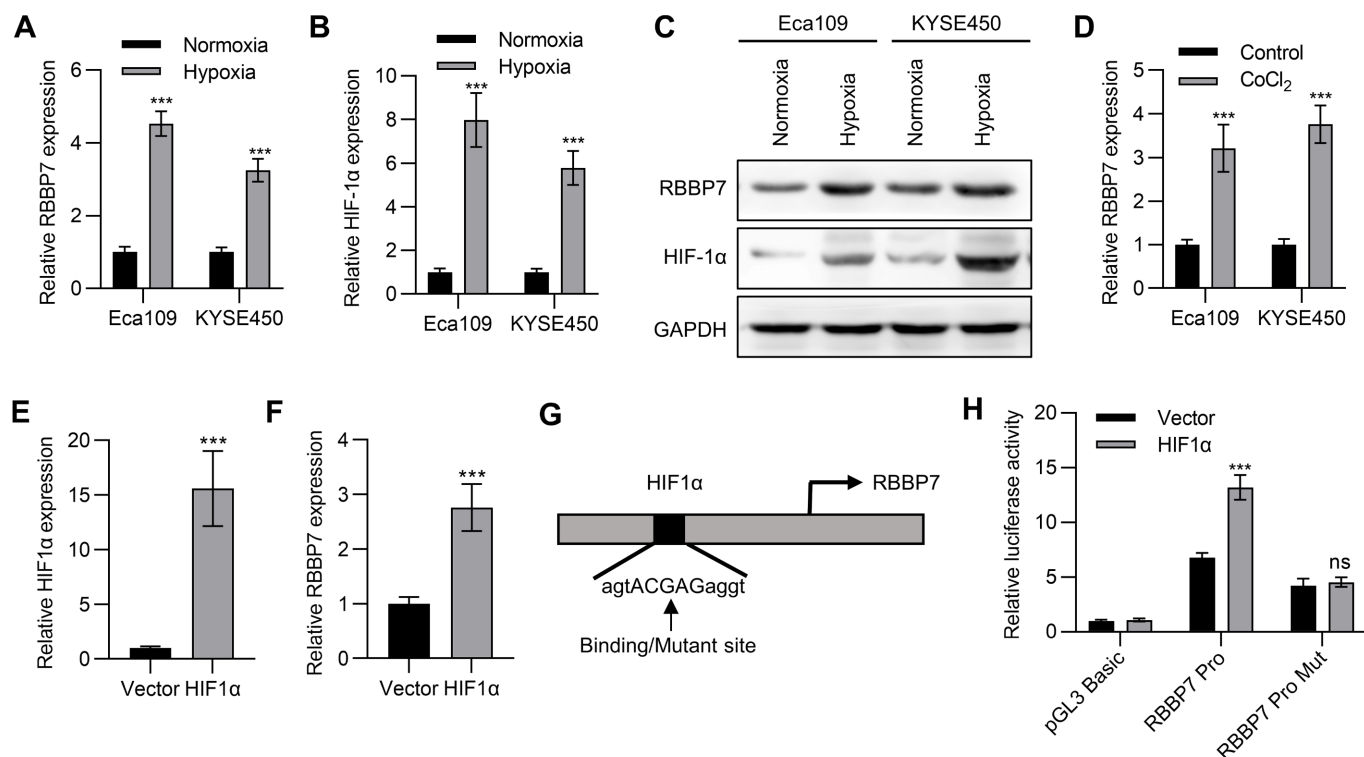 A
Normoxia
Hypoxia
Relative RBBP7 expression
6
4
2
0
***
***
Eca109
KYSE450
B
Normoxia
Hypoxia
Relative HIF-1α expression
10
8
6
4
2
0
***
***
Eca109
KYSE450
C
Eca109
KYSE450
Normoxia
Hypoxia
Normoxia
Hypoxia
RBBP7
HIF-1α
GAPDH
D
Control
CoCl₂
Relative RBBP7 expression
5
4
3
2
1
0
***
***
Eca109
KYSE450
E
Relative HIF1α expression
20
15
10
5
0
***
Vector HIF1α
F
Relative RBBP7 expression
4
3
2
1
0
***
Vector HIF1α
G
HIF1α
RBBP7
agtACGAGaggt
Binding/Mutant site
H
Vector
HIF1α
Relative luciferase activity
20
15
10
5
0
***
ns
pGL3 Basic
RBBP7 Pro
RBBP7 Pro Mut